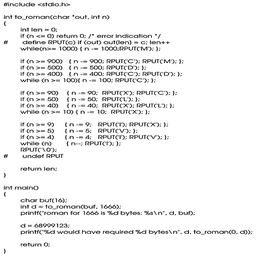 #include <stdio.h>
int to_roman(char *out, int n)
{
int len = 0;
if (n <= 0) return 0; /* error indication */
# define RPUT(c) if (out) out[len] = c; len++
while(n>= 1000) { n -= 1000;RPUT('M'); };
if (n >= 900) { n -= 900; RPUT('C'); RPUT('M'); };
if (n >= 500) { n -= 500; RPUT('D'); };
if (n >= 400) { n -= 400; RPUT('C'); RPUT('D'); };
while (n >= 100){ n -= 100; RPUT('C'); };
if (n >= 90) { n -= 90; RPUT('X'); RPUT('C'); };
if (n >= 50) { n -= 50; RPUT('L'); };
if (n >= 40) { n -= 40; RPUT('X'); RPUT('L'); };
while (n >= 10) { n -= 10; RPUT('X'); };
if (n >= 9) { n -= 9; RPUT('I'); RPUT('X'); };
if (n >= 5) { n -= 5; RPUT('V'); };
if (n >= 4) { n -= 4; RPUT('I'); RPUT('V'); };
while (n) { n--; RPUT('I'); };
RPUT('\0');
# undef RPUT
return len;
}
int main()
{
char buf[16];
int d = to_roman(buf, 1666);
printf("roman for 1666 is %d bytes: %s\n", d, buf);
d = 68999123;
printf("%d would have required %d bytes\n", d, to_roman(0, d));
return 0;
}